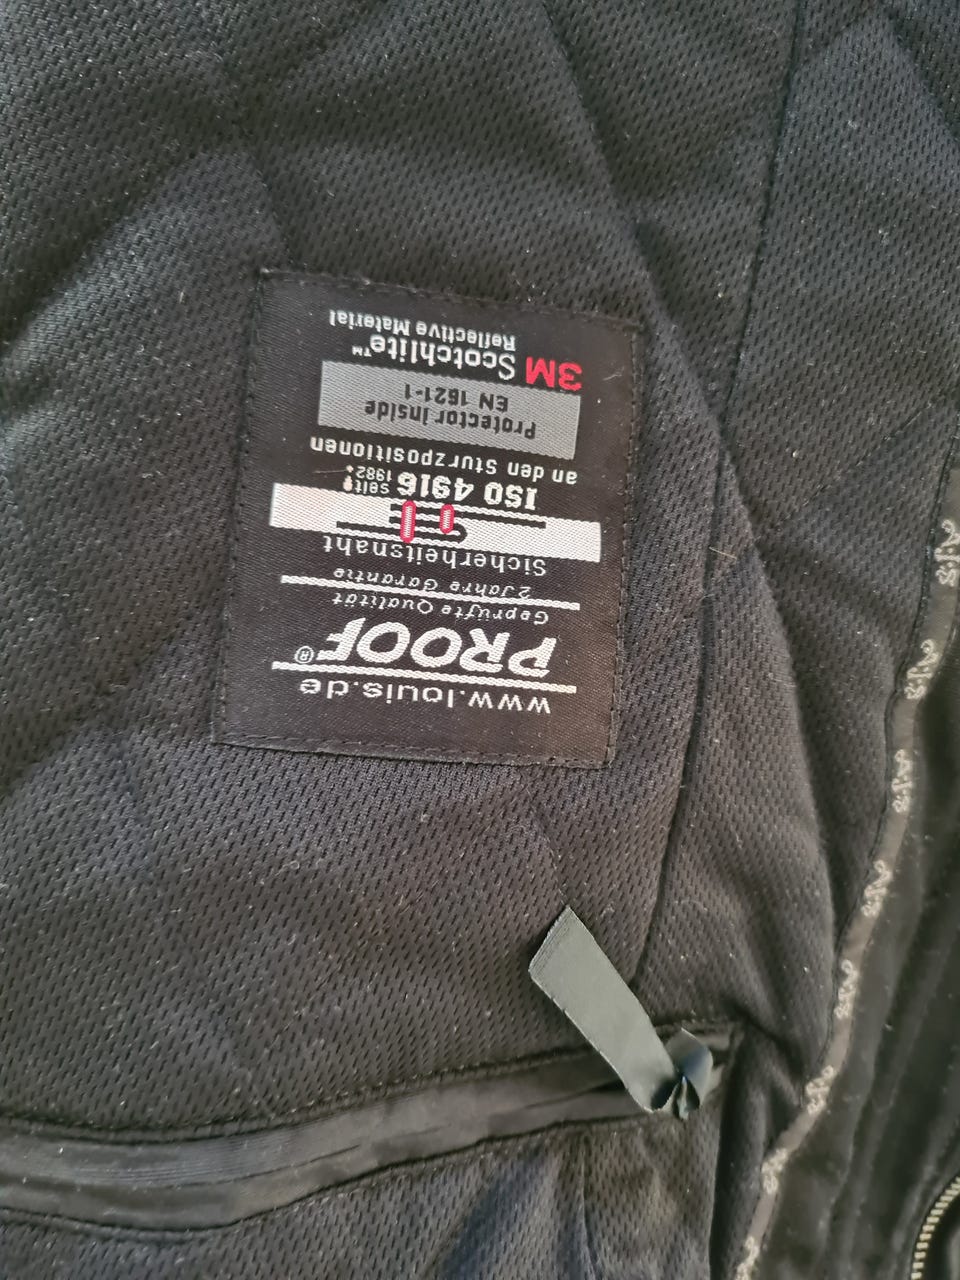 www.louis.de
PROOF®
Geprüfte Qualität
2 Jahre Garantie
Sicherheitsnaht
ISO 4916 seit 1982!
an den Sturzpositionen
Protector inside
EN 1621-1
3M Scotchlite™
Reflective Material